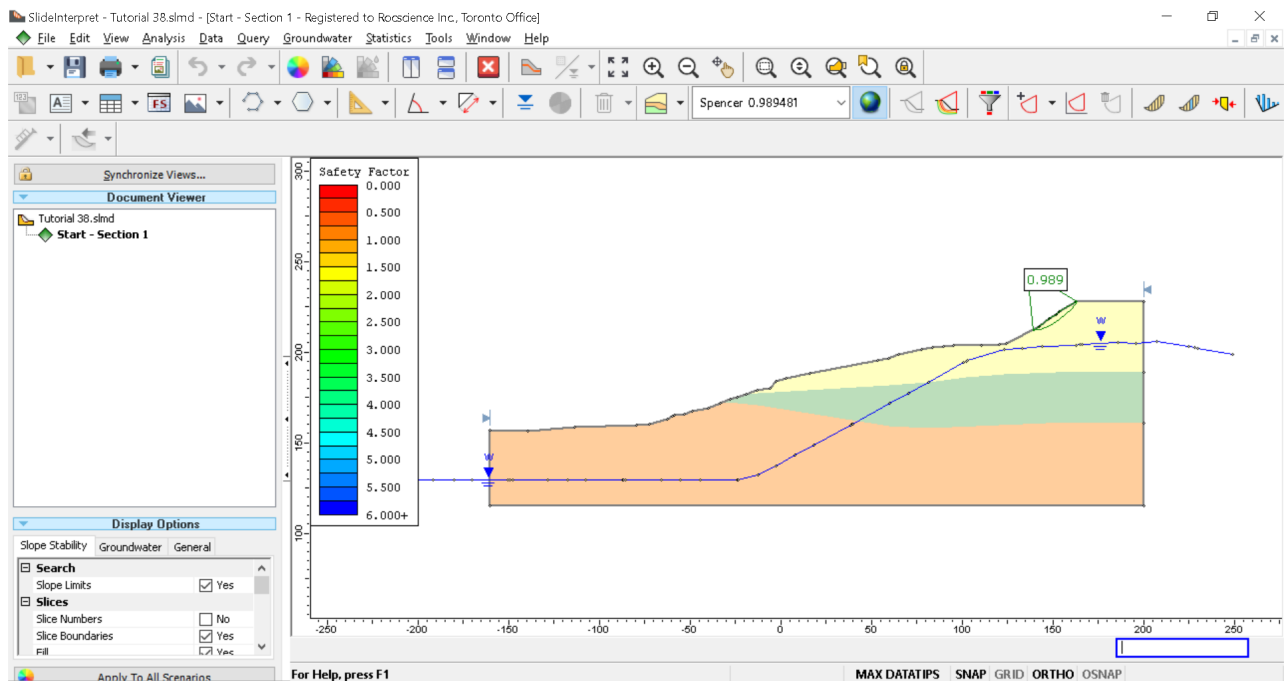 SlideInterpret - Tutorial 38.slmd - [Start - Section 1 - Registered to Rocscience Inc., Toronto Office]
File Edit View Analysis Data Query Groundwater Statistics Tools Window Help
Spencer 0.989481
A FS
Synchronize Views...
Document Viewer
Tutorial 38.slmd
Start - Section 1
Display Options
Slope Stability Groundwater General
Search
Slope Limits Yes
Slices
Slice Numbers No
Slice Boundaries Yes
Fill Yes
Apply To All Scenarios
Safety Factor
0.000
0.500
1.000
1.500
2.000
2.500
3.000
3.500
4.000
4.500
5.000
5.500
6.000+
300
250
200
150
100
0.989
W
W
-250 -200 -150 -100 -50 0 50 100 150 200 250
For Help, press F1
MAX DATATIPS SNAP GRID ORTHO OSNAP